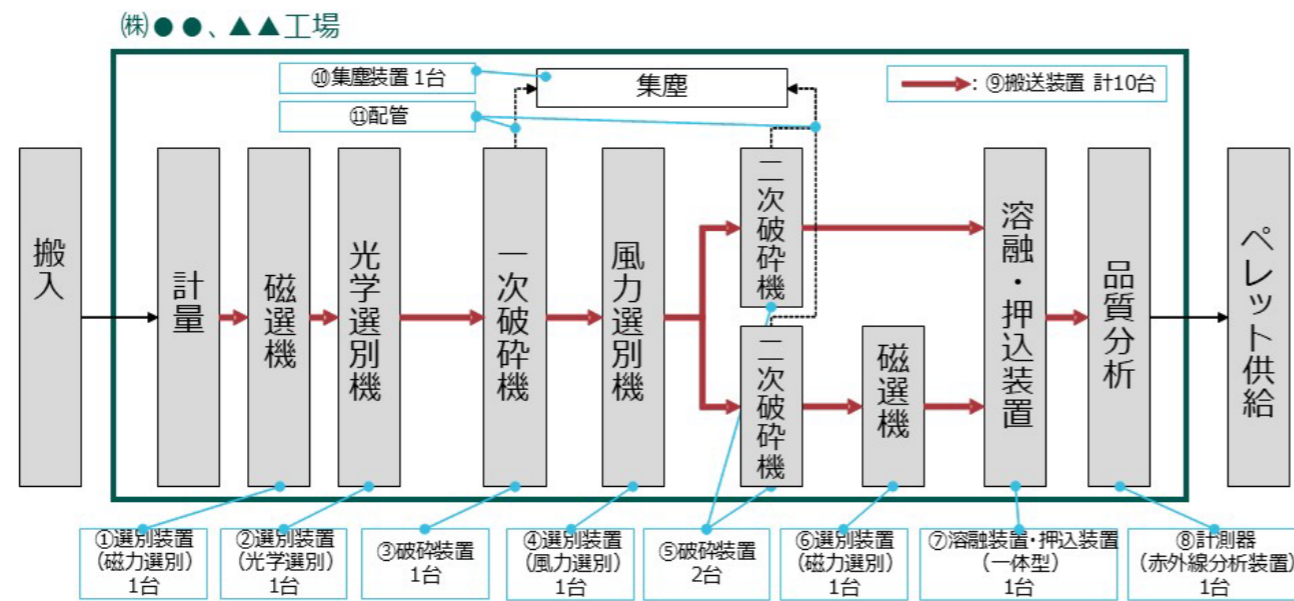 ㈱●●、▲▲工場
⑩集塵装置 1台
集塵
:⑨搬送装置 計10台
⑪配管
搬入
計量
磁選機
光学選別機
一次破砕機
風力選別機
二次破砕機
二次破砕機
磁選機
溶融・押込装置
品質分析
ペレット供給
①選別装置
(磁力選別)
1台
②選別装置
(光学選別)
1台
③破砕装置
1台
④選別装置
(風力選別)
1台
⑤破砕装置
2台
⑥選別装置
(磁力選別)
1台
⑦溶融装置・押込装置
(一体型)
1台
⑧計測器
(赤外線分析装置)
1台